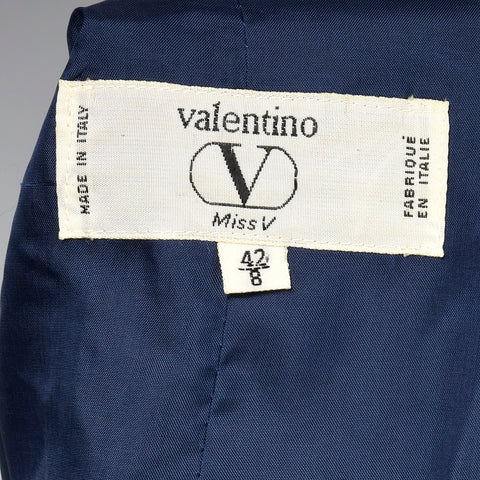 MADE IN ITALY
valentino
V
Miss V
FABRIQUÉ
EN ITALIE
42
8